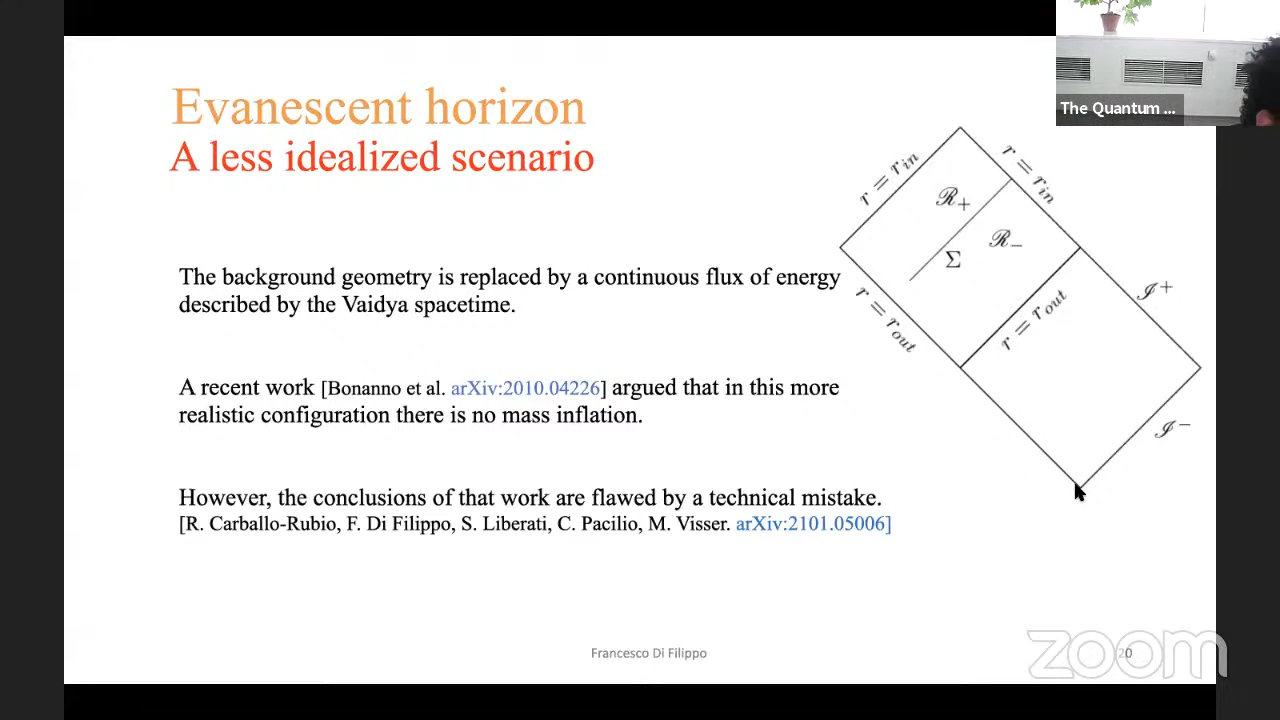 The Quantum ...
Evanescent horizon
A less idealized scenario
r = r_in
r = r_in
ℛ₊
ℛ₋
Σ
r = r_out
r = r_out
ℐ⁺
ℐ⁻
The background geometry is replaced by a continuous flux of energy
described by the Vaidya spacetime.
A recent work [Bonanno et al. arXiv:2010.04226] argued that in this more
realistic configuration there is no mass inflation.
However, the conclusions of that work are flawed by a technical mistake.
[R. Carballo-Rubio, F. Di Filippo, S. Liberati, C. Pacilio, M. Visser. arXiv:2101.05006]
Francesco Di Filippo
20
zoom